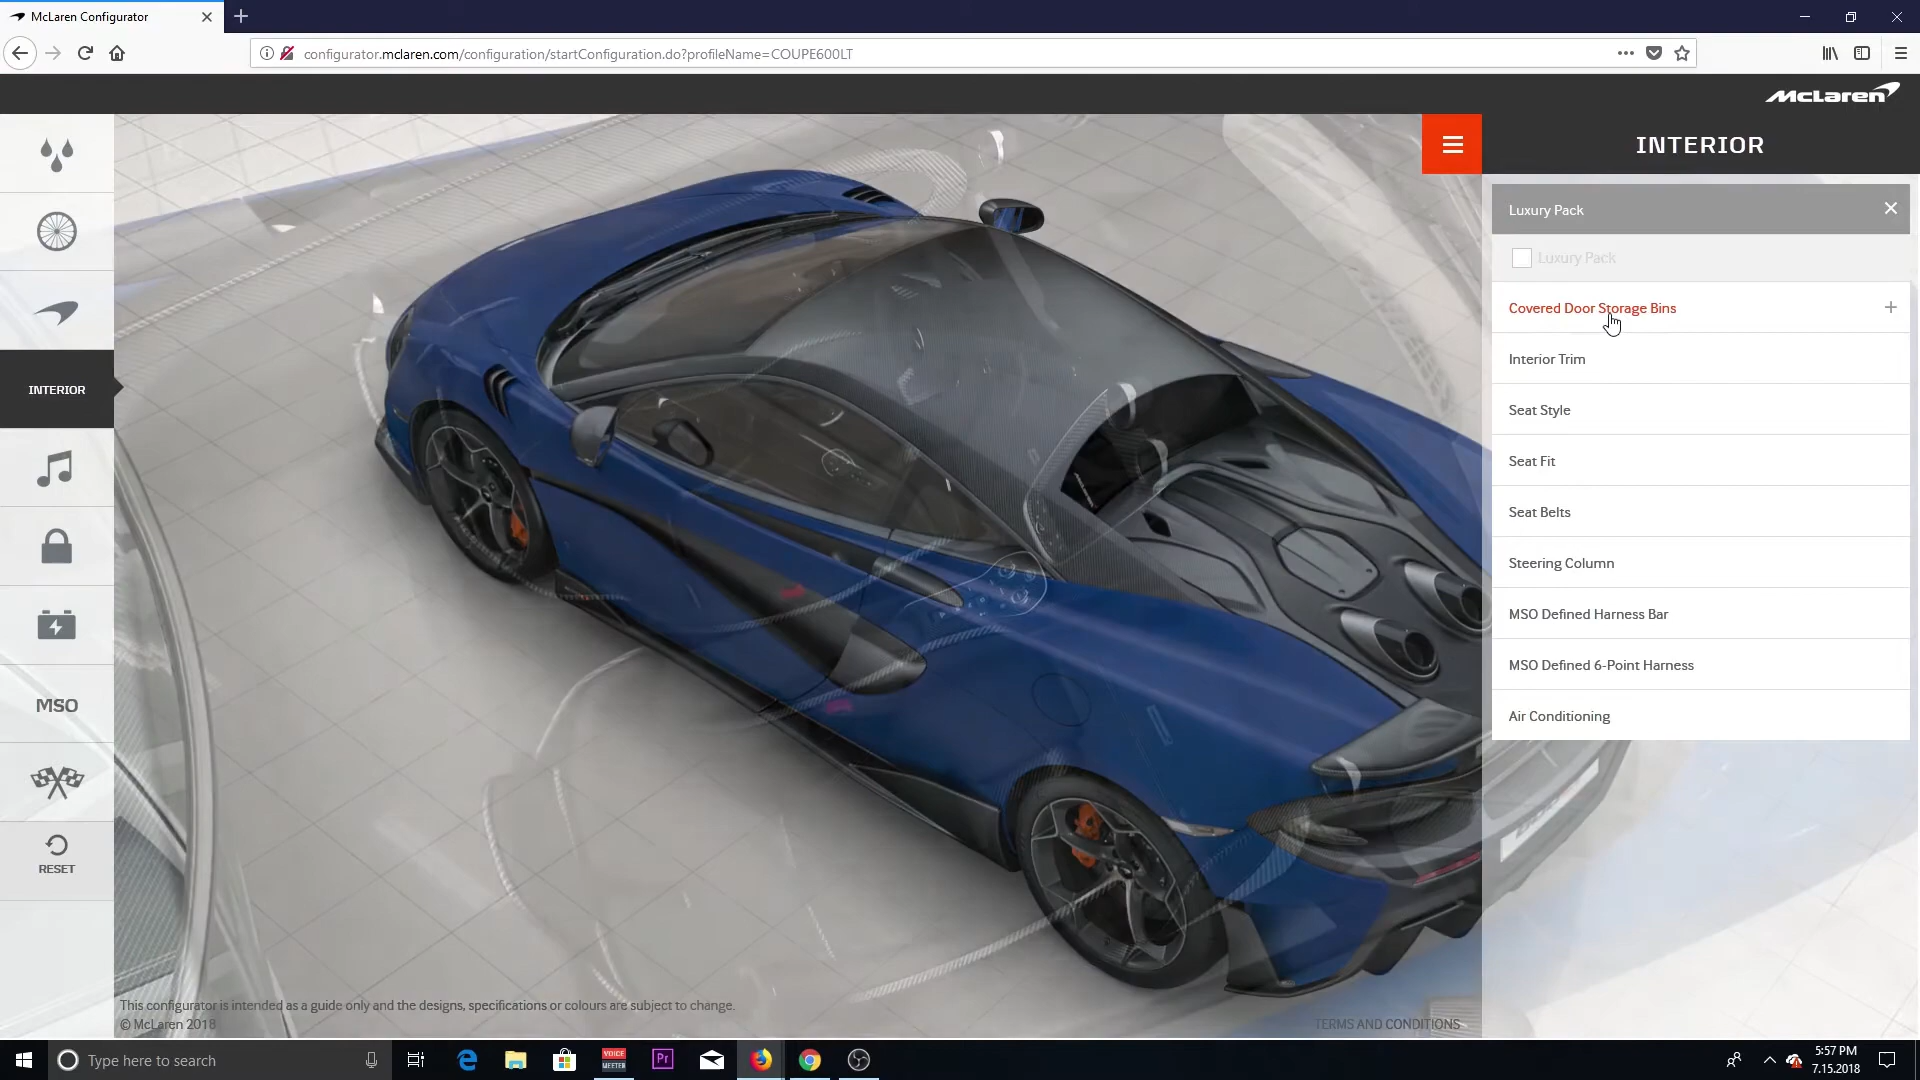 McLaren Configurator
configurator.mclaren.com/configuration/startConfiguration.do?profileName=COUPE600LT
McLaren
INTERIOR
Luxury Pack
Luxury Pack
Covered Door Storage Bins
Interior Trim
Seat Style
Seat Fit
Seat Belts
Steering Column
MSO Defined Harness Bar
MSO Defined 6-Point Harness
Air Conditioning
INTERIOR
MSO
RESET
This configurator is intended as a guide only and the designs, specifications or colours are subject to change.
© McLaren 2018
TERMS AND CONDITIONS
Type here to search
VOICE
MEETER
Pr
5:57 PM
7.15.2018